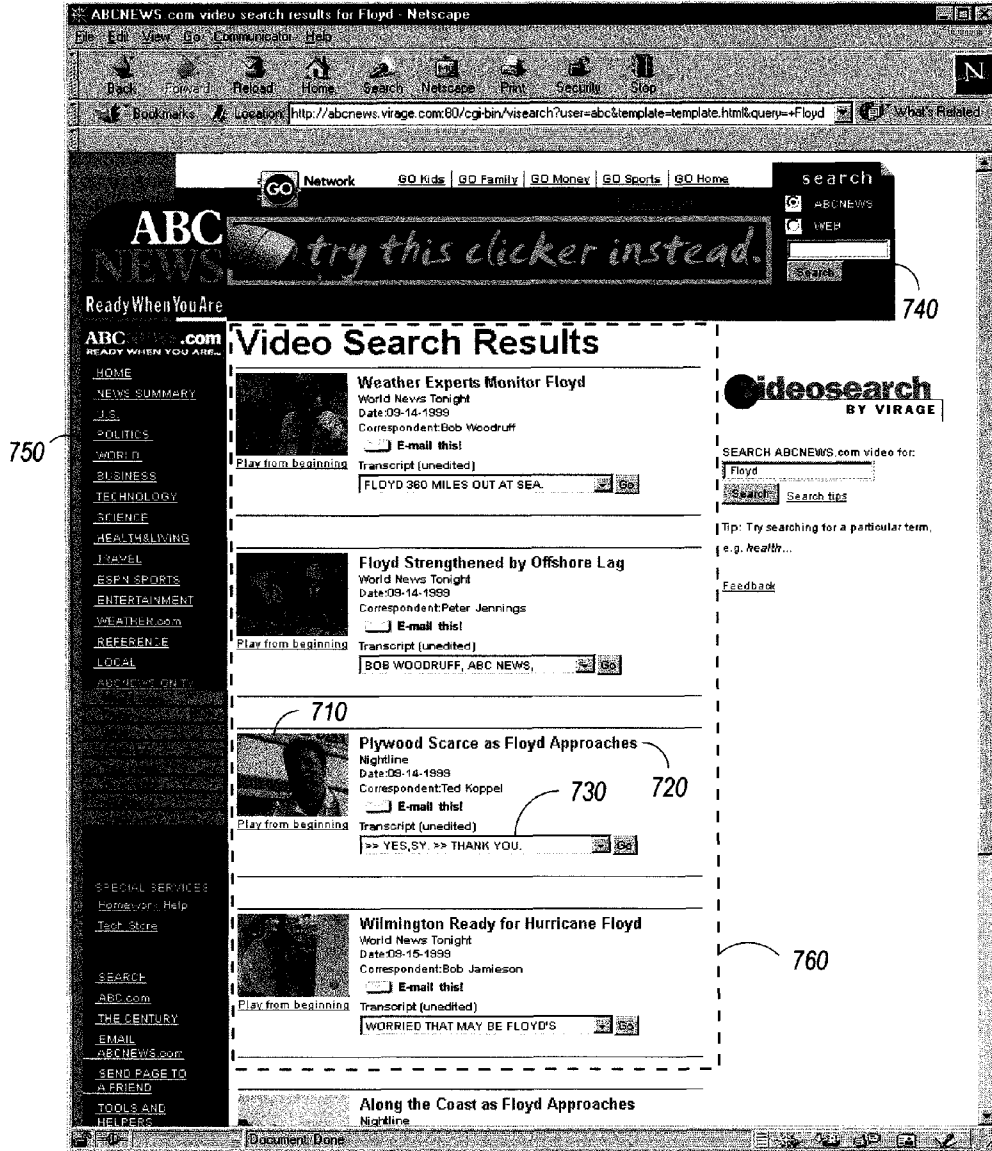 ABCNEWS com video search results for Floyd - Netscape
File Edit View Go Communicator Help
Back Forward Reload Home Search Netscape Print Security Stop
Bookmarks Location: http://abcnews.virage.com:80/cgi-bin/visearch?user=abc&template=template.html&query=+Floyd What's Related
GO Network GO Kids GO Family GO Money GO Sports GO Home
search
ABCNEWS
WEB
Search
740
ABC
NEWS
Ready When You Are
try this clicker instead.
ABC .com
READY WHEN YOU ARE...
750
HOME
NEWS SUMMARY
U.S.
POLITICS
WORLD
BUSINESS
TECHNOLOGY
SCIENCE
HEALTH&LIVING
TRAVEL
ESPN SPORTS
ENTERTAINMENT
WEATHER.com
REFERENCE
LOCAL
ABCNEWS ON TV
SPECIAL SERVICES
Homework Help
Tech Store
SEARCH
ABC.com
THE CENTURY
EMAIL
ABCNEWS.com
SEND PAGE TO
A FRIEND
TOOLS AND
HELPERS
Video Search Results
Weather Experts Monitor Floyd
World News Tonight
Date:09-14-1999
Correspondent:Bob Woodruff
E-mail this!
Play from beginning
Transcript (unedited)
FLOYD 360 MILES OUT AT SEA. Go
Floyd Strengthened by Offshore Lag
World News Tonight
Date:09-14-1999
Correspondent:Peter Jennings
E-mail this!
Play from beginning
Transcript (unedited)
BOB WOODRUFF, ABC NEWS, Go
710
Plywood Scarce as Floyd Approaches
720
Nightline
Date:09-14-1999
Correspondent:Ted Koppel
730
E-mail this!
Play from beginning
Transcript (unedited)
>> YES,SY. >> THANK YOU. Go
Wilmington Ready for Hurricane Floyd
World News Tonight
Date:09-15-1999
Correspondent:Bob Jamieson
760
E-mail this!
Play from beginning
Transcript (unedited)
WORRIED THAT MAY BE FLOYD'S Go
Along the Coast as Floyd Approaches
Nightline
videosearch
BY VIRAGE
SEARCH ABCNEWS.com video for:
Floyd
Search Search tips
Tip: Try searching for a particular term,
e.g. health...
Feedback
Document: Done